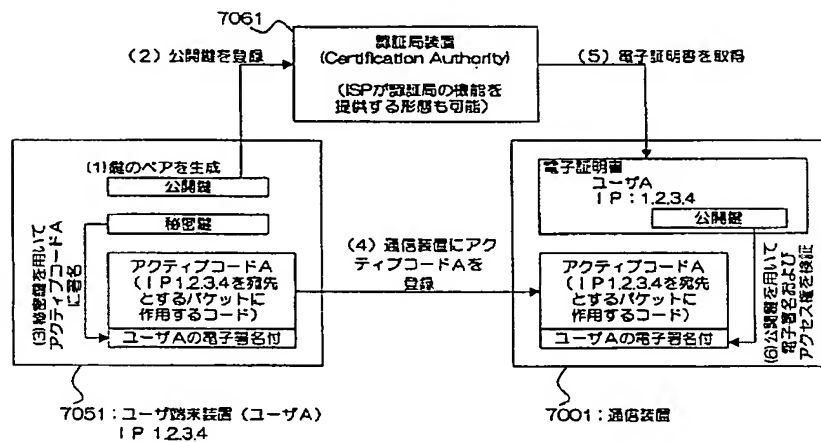 7061
認証局装置
(Certification Authority)
(ISPが認証局の機能を
提供する形態も可能)
(2) 公開鍵を登録
(5) 電子証明書を取得
(1)鍵のペアを生成
公開鍵
秘密鍵
(3)秘密鍵を用いて
アクティブコードA
に署名
アクティブコードA
(IP1.2.3.4を宛先
とするパケットに
作用するコード)
ユーザAの電子署名付
(4) 通信装置にアク
ティブコードAを
登録
電子証明書
ユーザA
IP:1.2.3.4
公開鍵
アクティブコードA
(IP1.2.3.4を宛先
とするパケットに
作用するコード)
ユーザAの電子署名付
(6)公開鍵を用いて
電子署名および
アクセス権を検証
7051:ユーザ端末装置(ユーザA)
IP 1.2.3.4
7001:通信装置